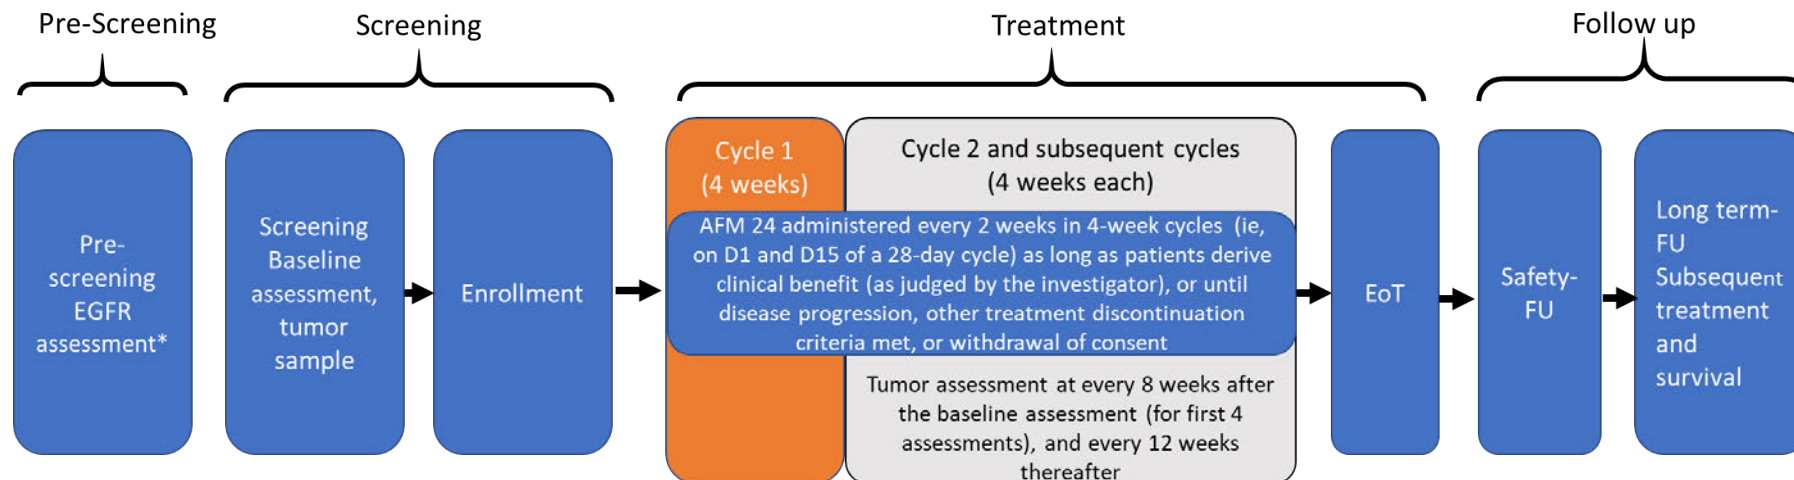 Pre-Screening
Screening
Treatment
Follow up
Pre-
screening
EGFR
assessment*
Screening
Baseline
assessment,
tumor
sample
Enrollment
Cycle 1
(4 weeks)
Cycle 2 and subsequent cycles
(4 weeks each)
AFM 24 administered every 2 weeks in 4-week cycles (ie,
on D1 and D15 of a 28-day cycle) as long as patients derive
clinical benefit (as judged by the investigator), or until
disease progression, other treatment discontinuation
criteria met, or withdrawal of consent
Tumor assessment at every 8 weeks after
the baseline assessment (for first 4
assessments), and every 12 weeks
thereafter
EoT
Safety-
FU
Long term-
FU
Subsequent
treatment
and
survival